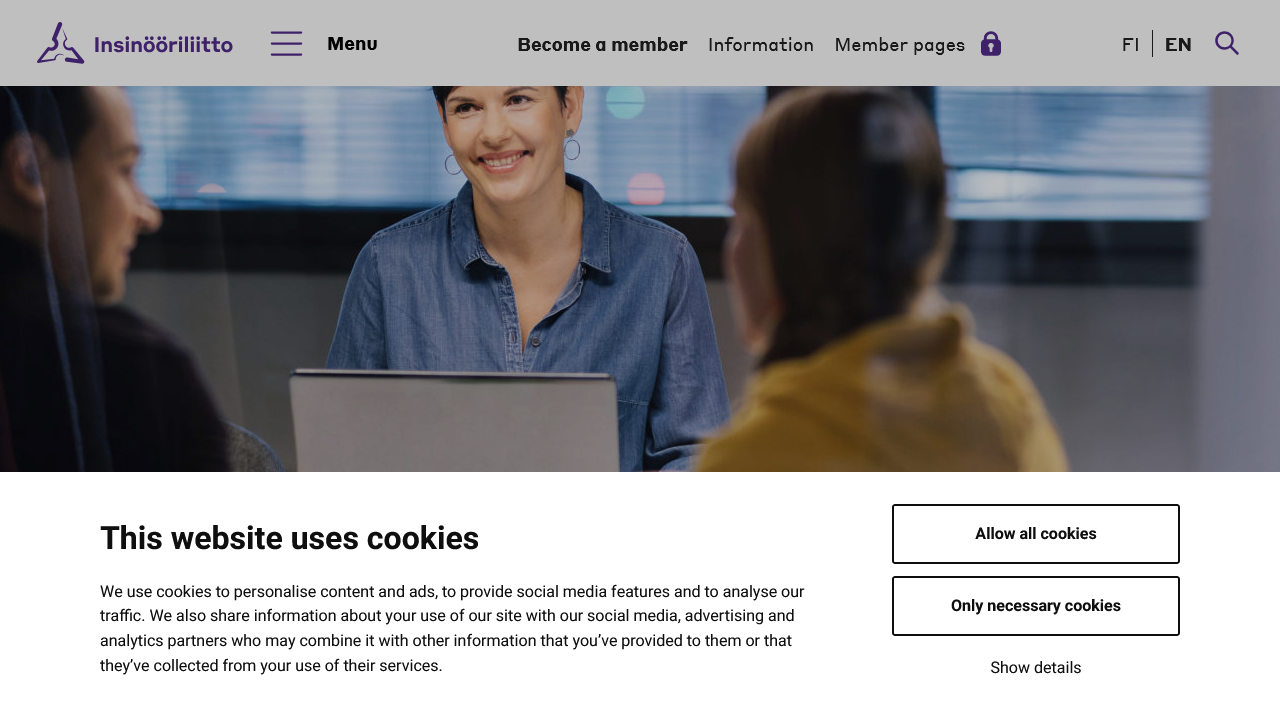 Insinööriliitto
Menu
Become a member
Information
Member pages
FI
EN
This website uses cookies
We use cookies to personalise content and ads, to provide social media features and to analyse our
traffic. We also share information about your use of our site with our social media, advertising and
analytics partners who may combine it with other information that you’ve provided to them or that
they’ve collected from your use of their services.
Allow all cookies
Only necessary cookies
Show details